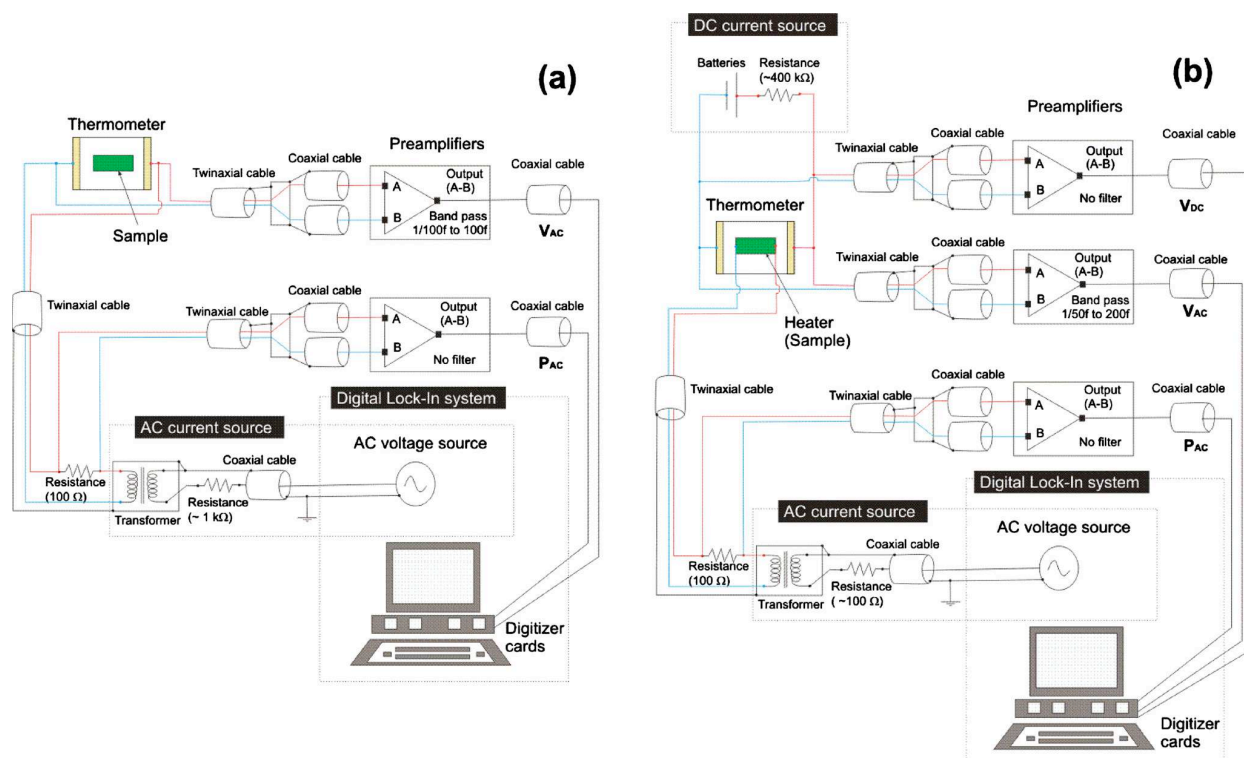 (a)
Thermometer
Sample
Preamplifiers
Twinaxial cable
Coaxial cable
A
B
Output
(A-B)
Band pass
1/100f to 100f
Coaxial cable
VAC
Twinaxial cable
Twinaxial cable
Coaxial cable
A
B
Output
(A-B)
No filter
Coaxial cable
PAC
Digital Lock-In system
AC current source
AC voltage source
Coaxial cable
Resistance
(100 Ω)
Transformer
Resistance
(~ 1 kΩ)
Digitizer
cards
DC current source
Batteries
Resistance
(~400 kΩ)
(b)
Preamplifiers
Twinaxial cable
Coaxial cable
A
B
Output
(A-B)
No filter
Coaxial cable
VDC
Thermometer
Heater
(Sample)
Twinaxial cable
Coaxial cable
A
B
Output
(A-B)
Band pass
1/50f to 200f
Coaxial cable
VAC
Twinaxial cable
Twinaxial cable
Coaxial cable
A
B
Output
(A-B)
No filter
Coaxial cable
PAC
Digital Lock-In system
AC current source
AC voltage source
Coaxial cable
Resistance
(100 Ω)
Transformer
Resistance
( ~100 Ω)
Digitizer
cards